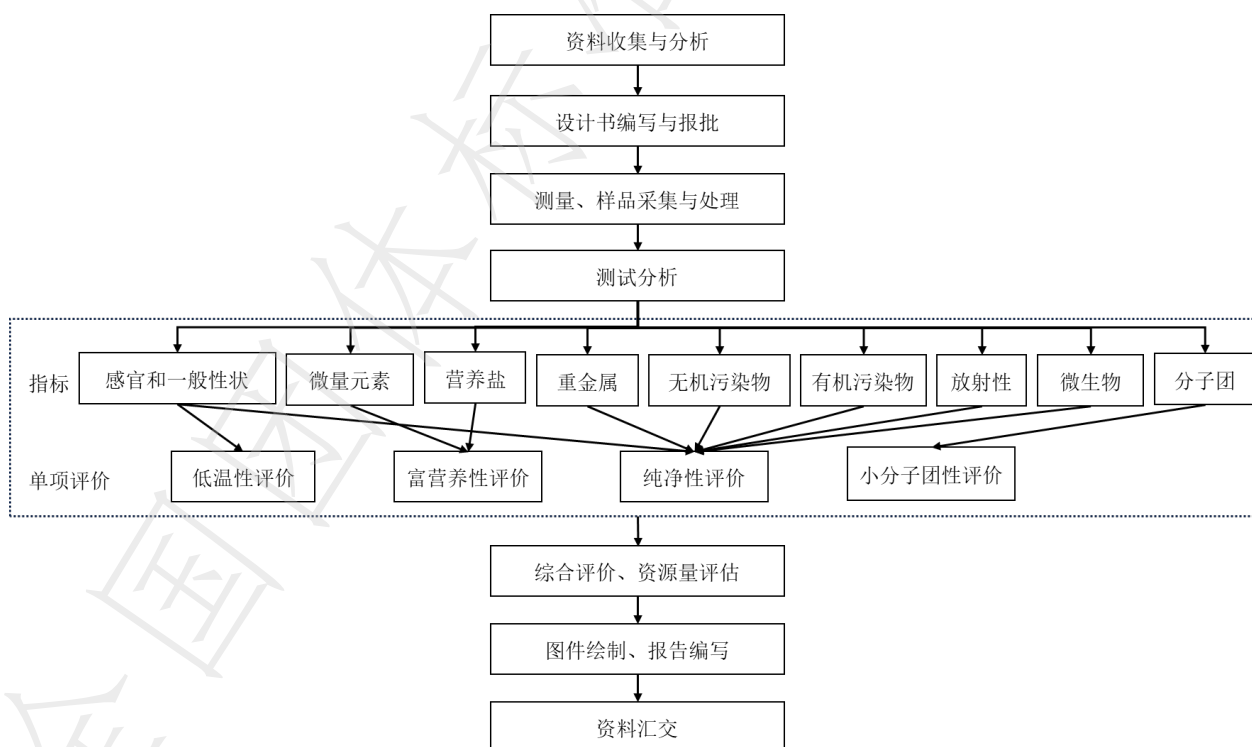 资料收集与分析
设计书编写与报批
测量、样品采集与处理
测试分析
指标
感官和一般性状
微量元素
营养盐
重金属
无机污染物
有机污染物
放射性
微生物
分子团
单项评价
低温性评价
富营养性评价
纯净性评价
小分子团性评价
综合评价、资源量评估
图件绘制、报告编写
资料汇交
全国团体标